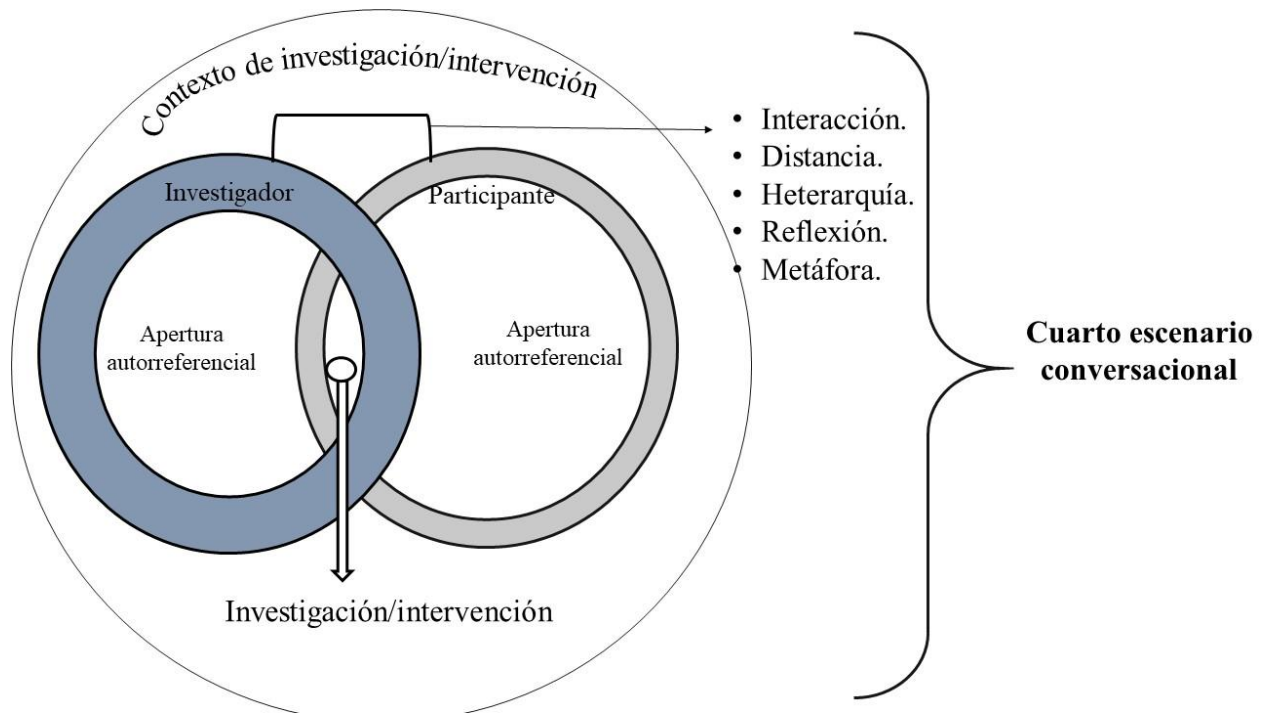 Contexto de investigación/intervención
Investigador
Participante
Apertura
autorreferencial
Apertura
autorreferencial
Investigación/intervención
• Interacción.
• Distancia.
• Heterarquía.
• Reflexión.
• Metáfora.
Cuarto escenario
conversacional